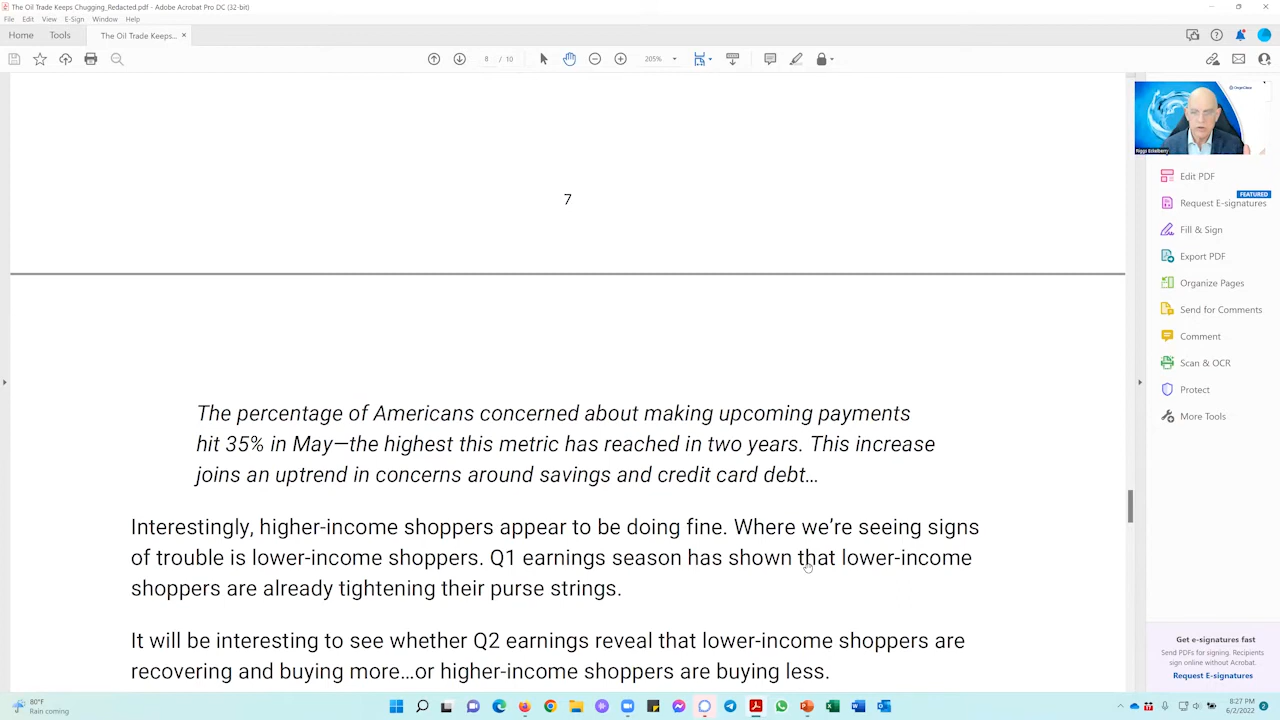 The Oil Trade Keeps Chugging_Redacted.pdf - Adobe Acrobat Pro DC (32-bit)
File Edit View E-Sign Window Help
Home Tools The Oil Trade Keeps... ×
8 / 10 205%
OriginClear
Riggs Eckelberry
7
Edit PDF
FEATURED
Request E-signatures
Fill & Sign
Export PDF
Organize Pages
Send for Comments
Comment
Scan & OCR
Protect
More Tools
The percentage of Americans concerned about making upcoming payments
hit 35% in May—the highest this metric has reached in two years. This increase
joins an uptrend in concerns around savings and credit card debt…
Interestingly, higher-income shoppers appear to be doing fine. Where we’re seeing signs
of trouble is lower-income shoppers. Q1 earnings season has shown that lower-income
shoppers are already tightening their purse strings.
It will be interesting to see whether Q2 earnings reveal that lower-income shoppers are
recovering and buying more…or higher-income shoppers are buying less.
Get e-signatures fast
Send PDFs for signing. Recipients
sign online without Acrobat.
Request E-signatures
80°F
Rain coming
8:27 PM
6/2/2022
2